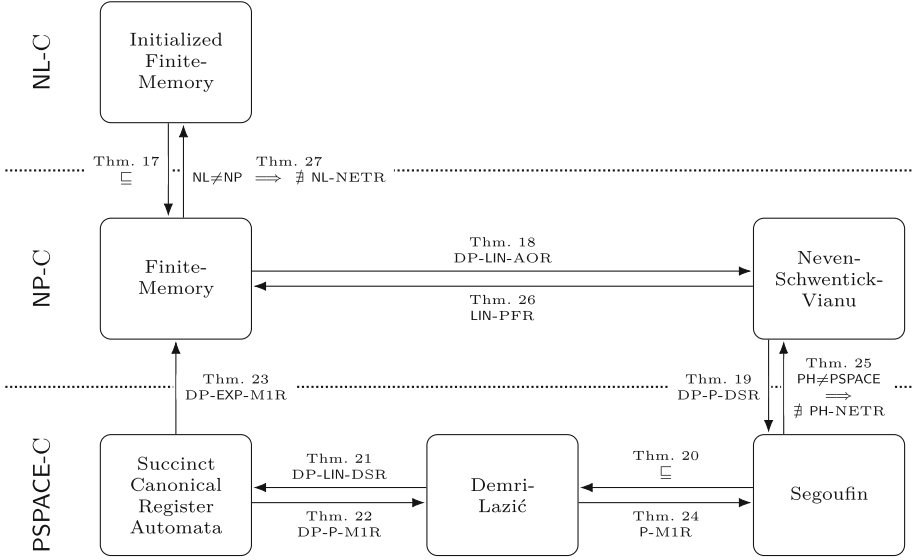 NL-C
Initialized
Finite-
Memory
Thm. 17
⊑
Thm. 27
NL≠NP ⟹ ∄ NL-NETR
NP-C
Finite-
Memory
Thm. 18
DP-LIN-AOR
Thm. 26
LIN-PFR
Neven-
Schwentick-
Vianu
Thm. 23
DP-EXP-M1R
Thm. 19
DP-P-DSR
Thm. 25
PH≠PSPACE
⟹
∄ PH-NETR
PSPACE-C
Succinct
Canonical
Register
Automata
Thm. 21
DP-LIN-DSR
Thm. 22
DP-P-M1R
Demri-
Lazić
Thm. 20
⊑
Thm. 24
P-M1R
Segoufin